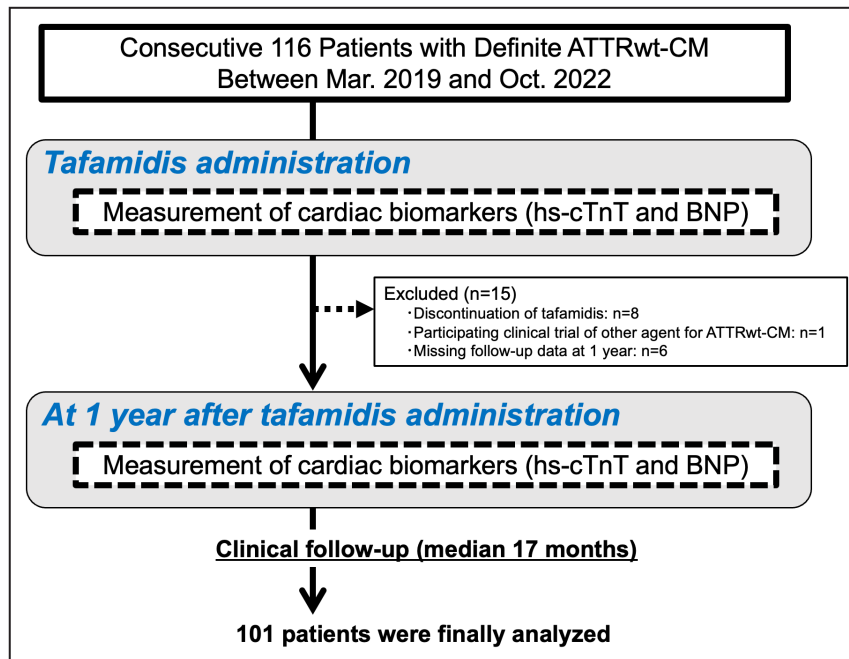 Consecutive 116 Patients with Definite ATTRwt-CM
Between Mar. 2019 and Oct. 2022
Tafamidis administration
Measurement of cardiac biomarkers (hs-cTnT and BNP)
Excluded (n=15)
・Discontinuation of tafamidis: n=8
・Participating clinical trial of other agent for ATTRwt-CM: n=1
・Missing follow-up data at 1 year: n=6
At 1 year after tafamidis administration
Measurement of cardiac biomarkers (hs-cTnT and BNP)
Clinical follow-up (median 17 months)
101 patients were finally analyzed